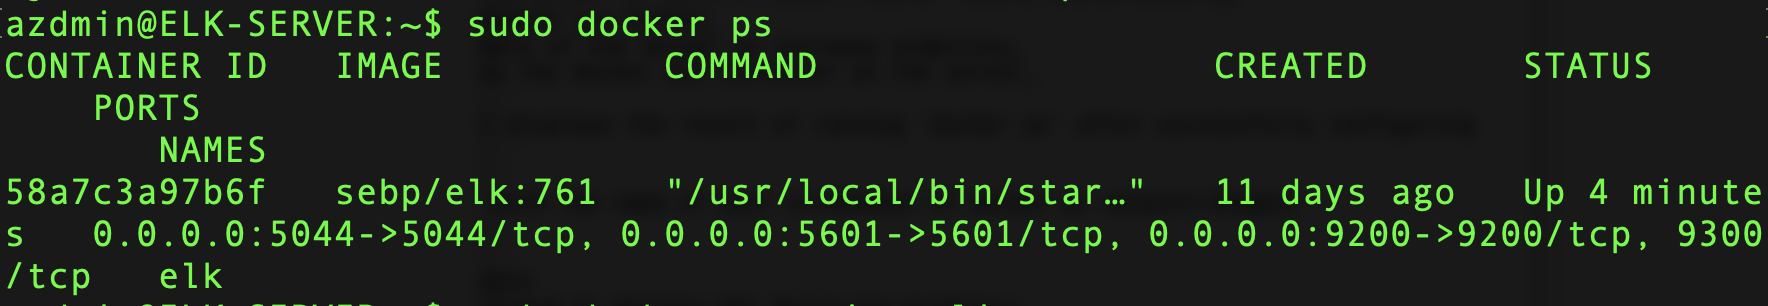 azdmin@ELK-SERVER:~$ sudo docker ps
CONTAINER ID   IMAGE          COMMAND                  CREATED       STATUS
    PORTS
       NAMES
58a7c3a97b6f   sebp/elk:761   "/usr/local/bin/star…"   11 days ago   Up 4 minute
s   0.0.0.0:5044->5044/tcp, 0.0.0.0:5601->5601/tcp, 0.0.0.0:9200->9200/tcp, 9300
/tcp   elk